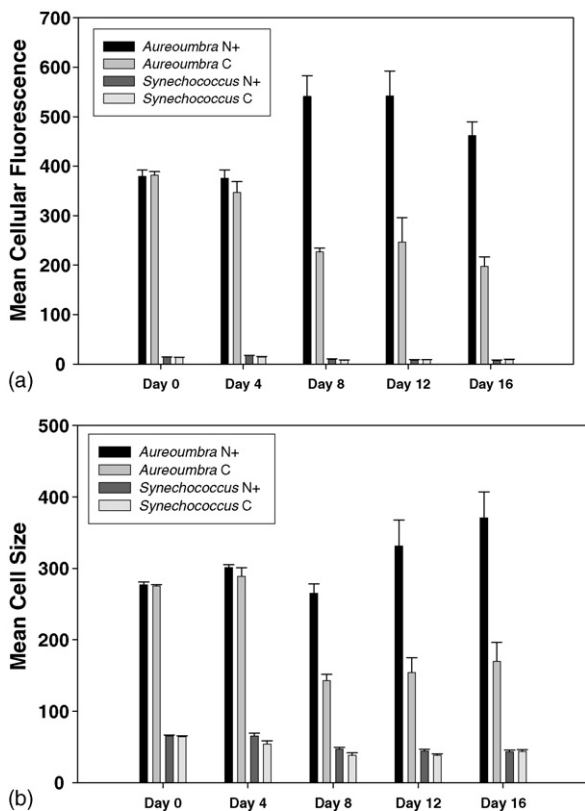 700
600
500
400
300
200
100
0
Mean Cellular Fluorescence
Aureoumbra N+
Aureoumbra C
Synechococcus N+
Synechococcus C
Day 0 Day 4 Day 8 Day 12 Day 16
(a)
500
400
300
200
100
0
Mean Cell Size
Aureoumbra N+
Aureoumbra C
Synechococcus N+
Synechococcus C
Day 0 Day 4 Day 8 Day 12 Day 16
(b)